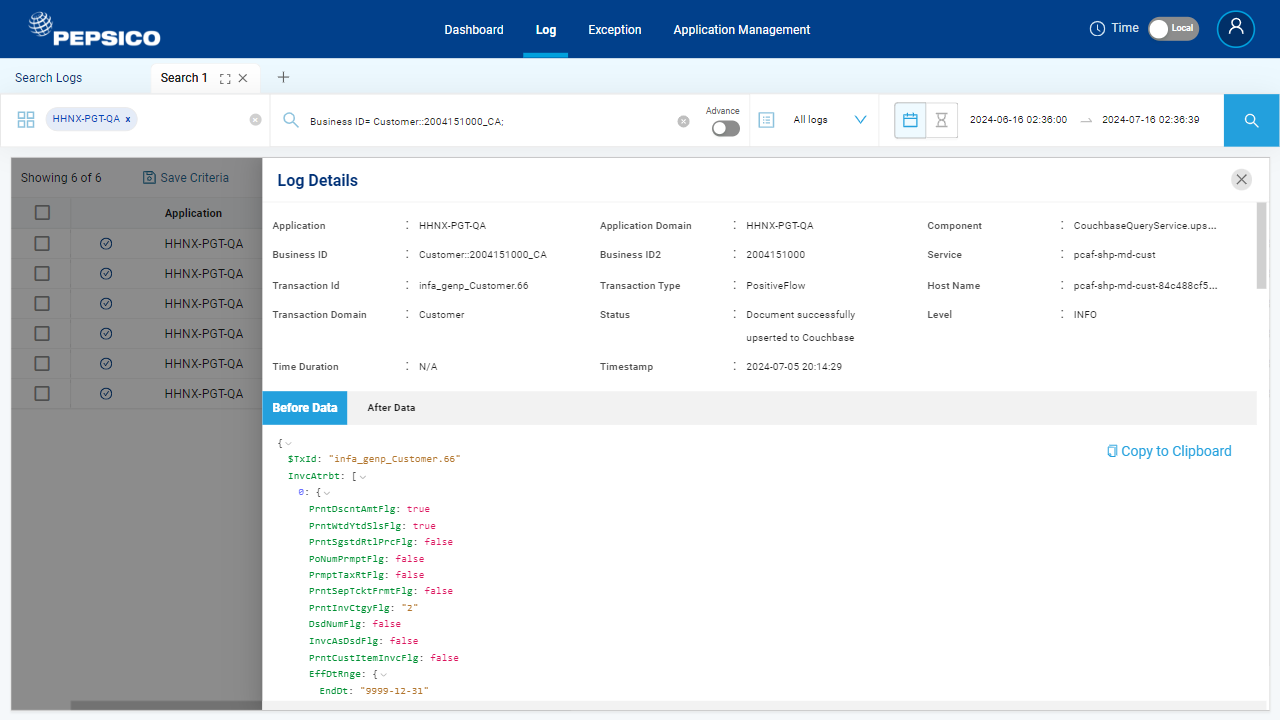 PEPSICO
Dashboard Log Exception Application Management Time Local
Search Logs Search 1
HHNX-PGT-QA x Business ID= Customer::2004151000_CA; Advance All logs 2024-06-16 02:36:00 2024-07-16 02:36:39
Showing 6 of 6 Save Criteria
Application
HHNX-PGT-QA
HHNX-PGT-QA
HHNX-PGT-QA
HHNX-PGT-QA
HHNX-PGT-QA
HHNX-PGT-QA
Log Details
Application : HHNX-PGT-QA Application Domain : HHNX-PGT-QA Component : CouchbaseQueryService.ups...
Business ID : Customer::2004151000_CA Business ID2 : 2004151000 Service : pcaf-shp-md-cust
Transaction Id : infa_genp_Customer.66 Transaction Type : PositiveFlow Host Name : pcaf-shp-md-cust-84c488cf5...
Transaction Domain : Customer Status : Document successfully Level : INFO
upserted to Couchbase
Time Duration : N/A Timestamp : 2024-07-05 20:14:29
Before Data After Data
Copy to Clipboard
{
$TxId: "infa_genp_Customer.66"
InvcAtrbt: [
0: {
PrntDscntAmtFlg: true
PrntWtdYtdSlsFlg: true
PrntSgstdRtlPrcFlg: false
PoNumPrmptFlg: false
PrmptTaxRtFlg: false
PrntSepTcktFrmtFlg: false
PrntInvCtgyFlg: "2"
DsdNumFlg: false
InvcAsDsdFlg: false
PrntCustItemInvcFlg: false
EffDtRnge: {
EndDt: "9999-12-31"